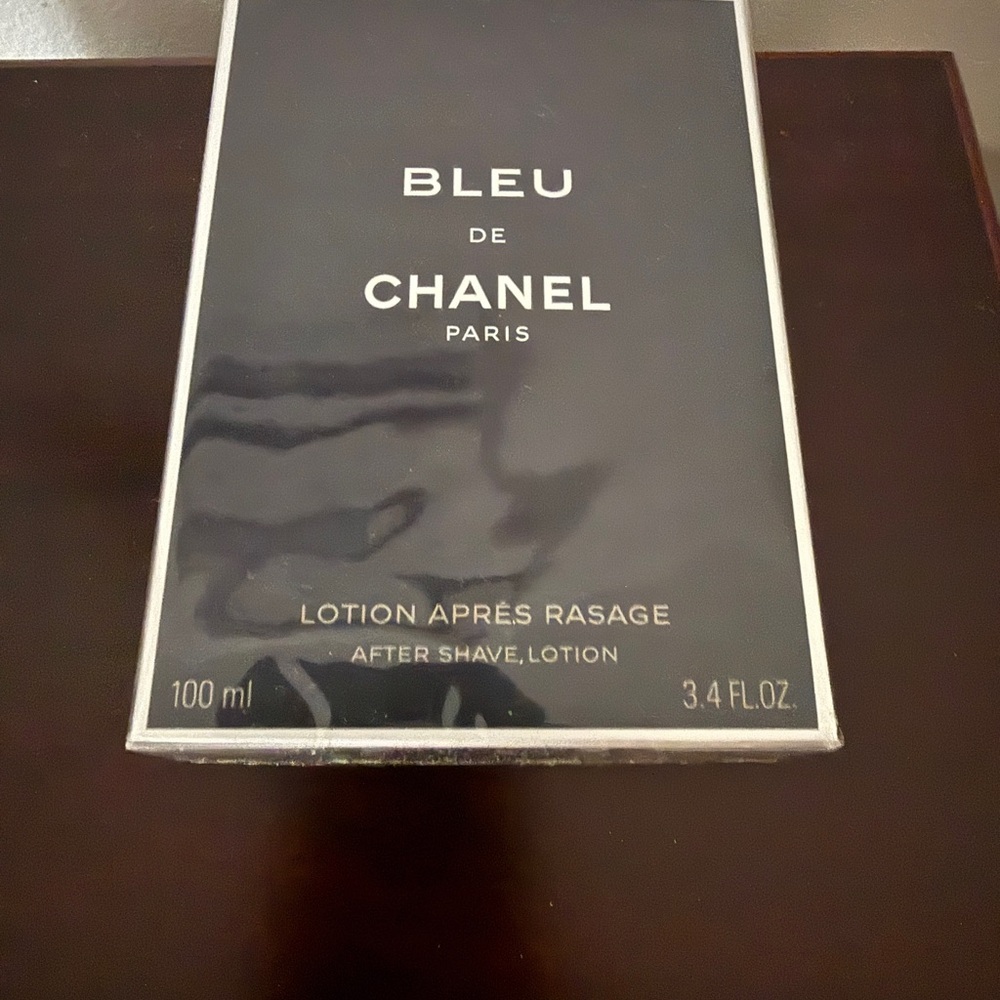 BLEU
DE
CHANEL
PARIS
LOTION APRÈS RASAGE
AFTER SHAVE LOTION
100 ml 3.4 FL.OZ.